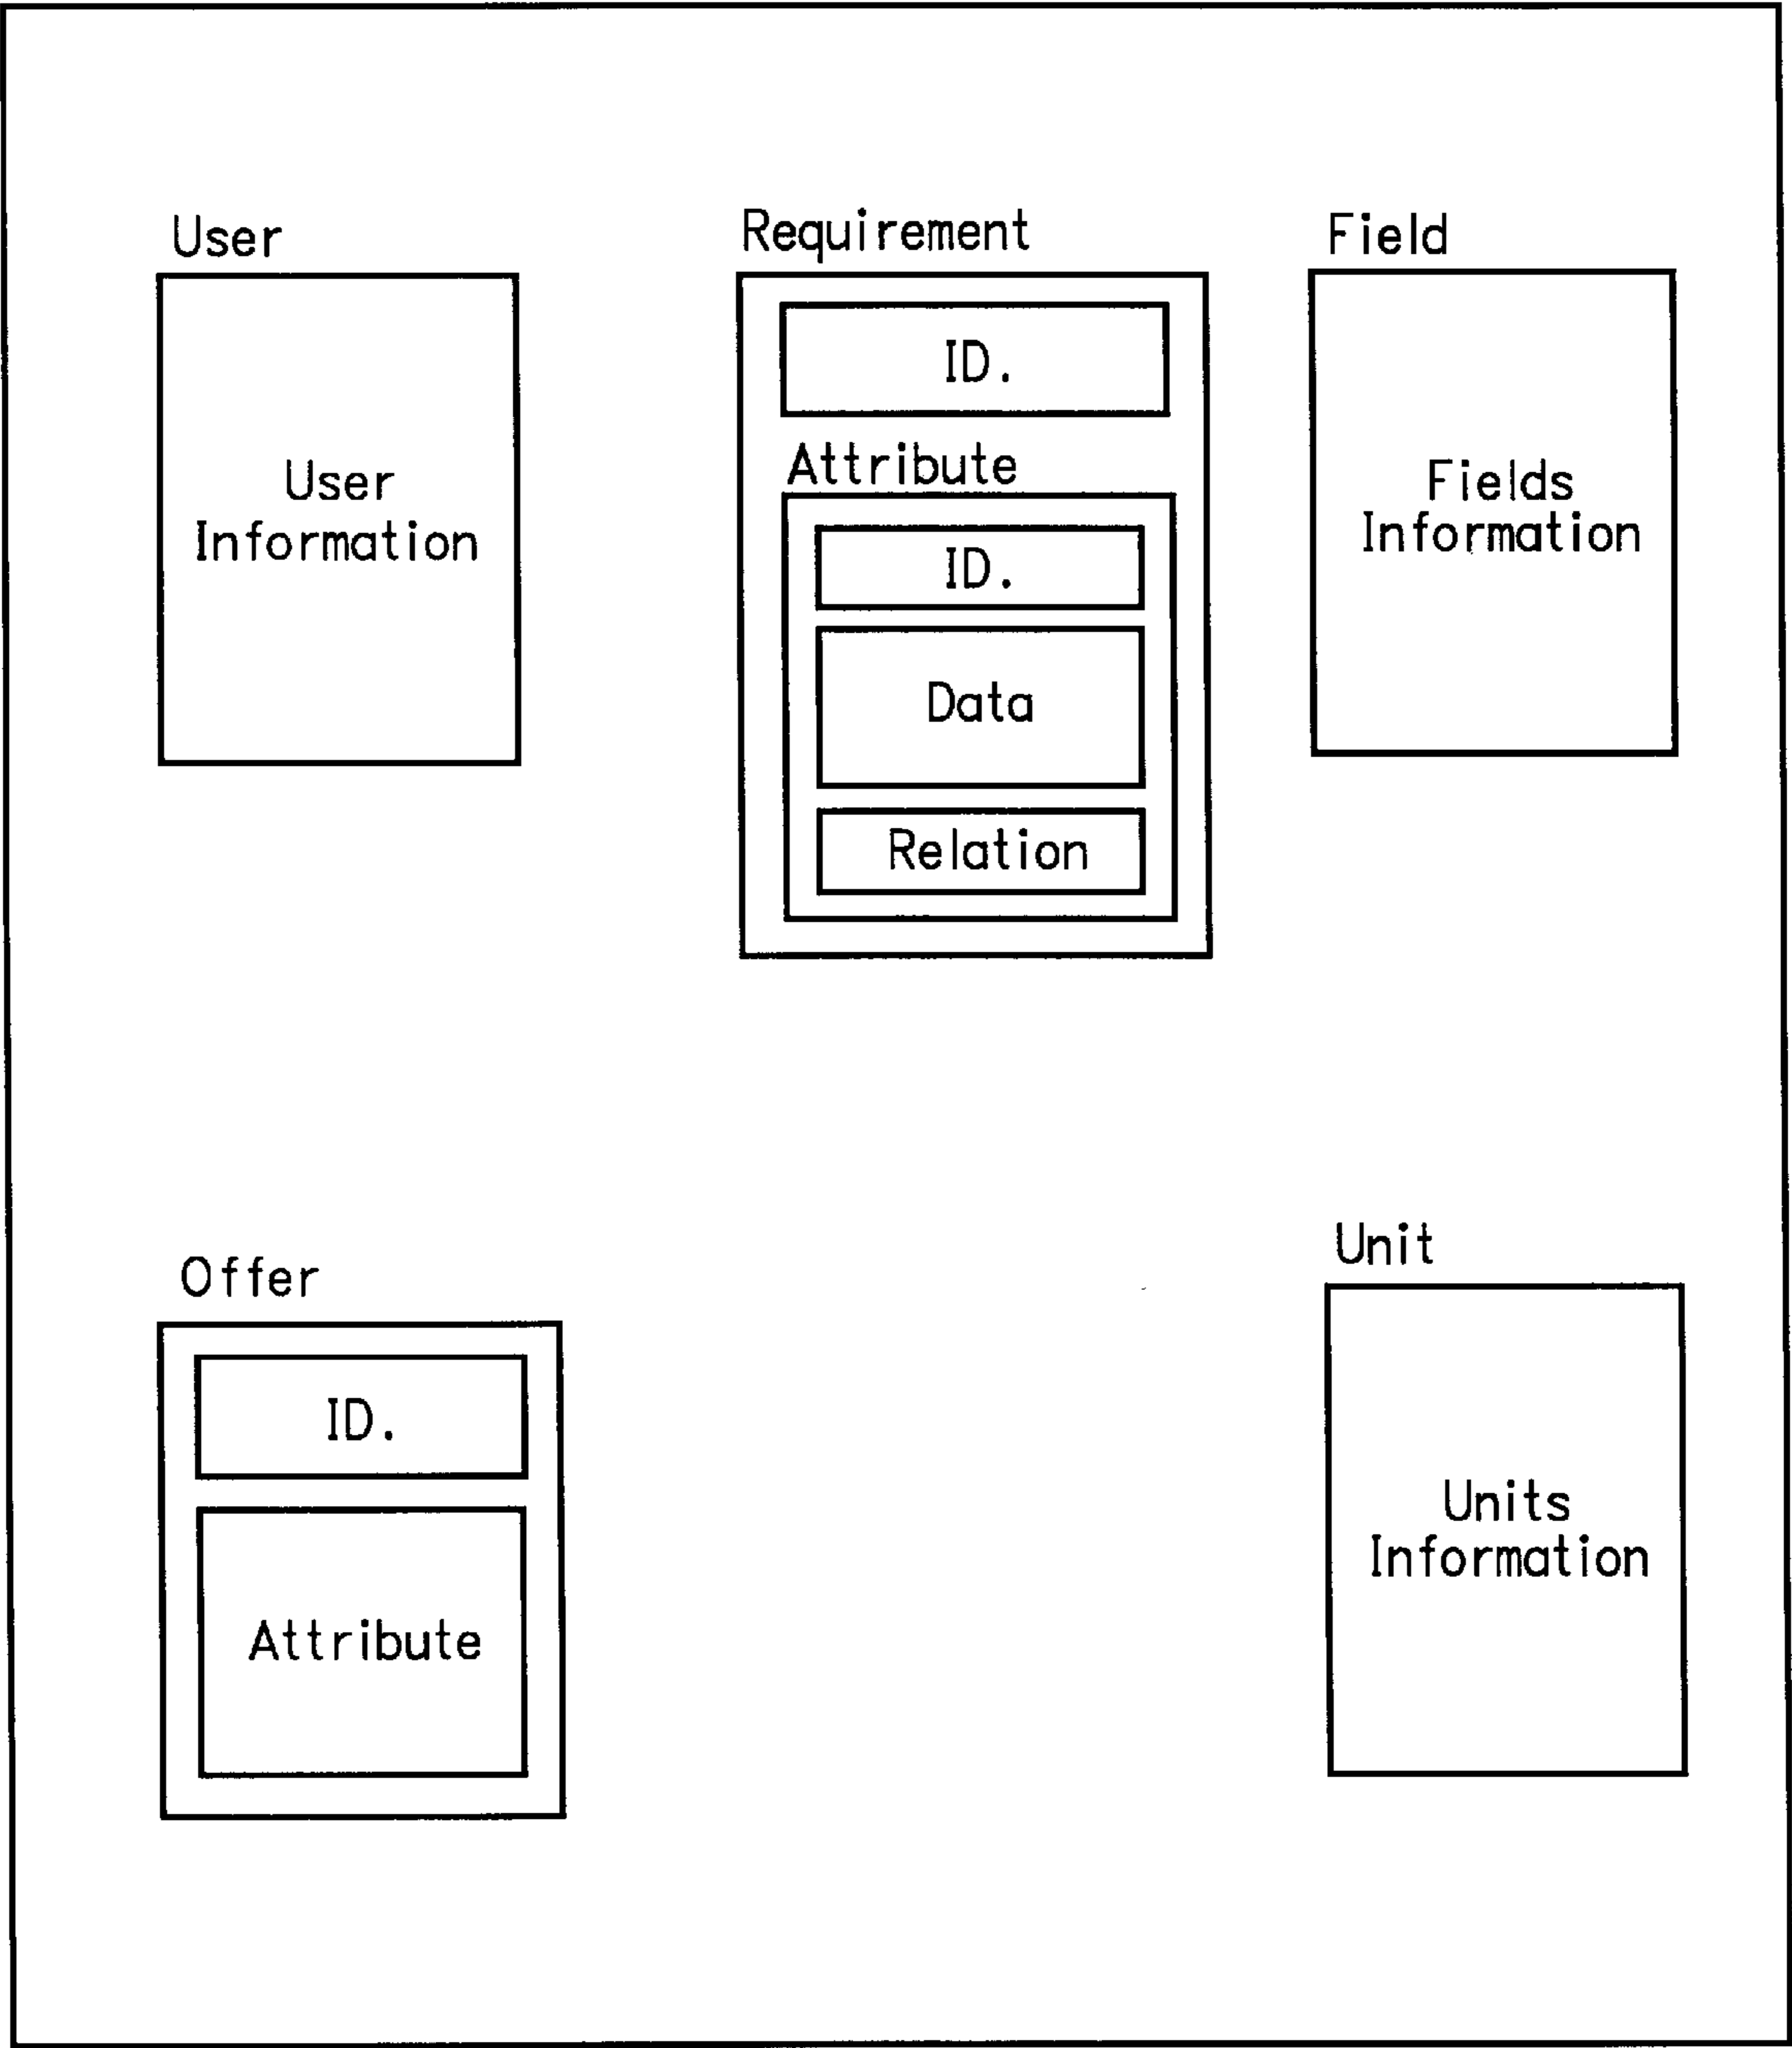 User
User
Information
Requirement
ID.
Attribute
ID.
Data
Relation
Field
Fields
Information
Offer
ID.
Attribute
Unit
Units
Information